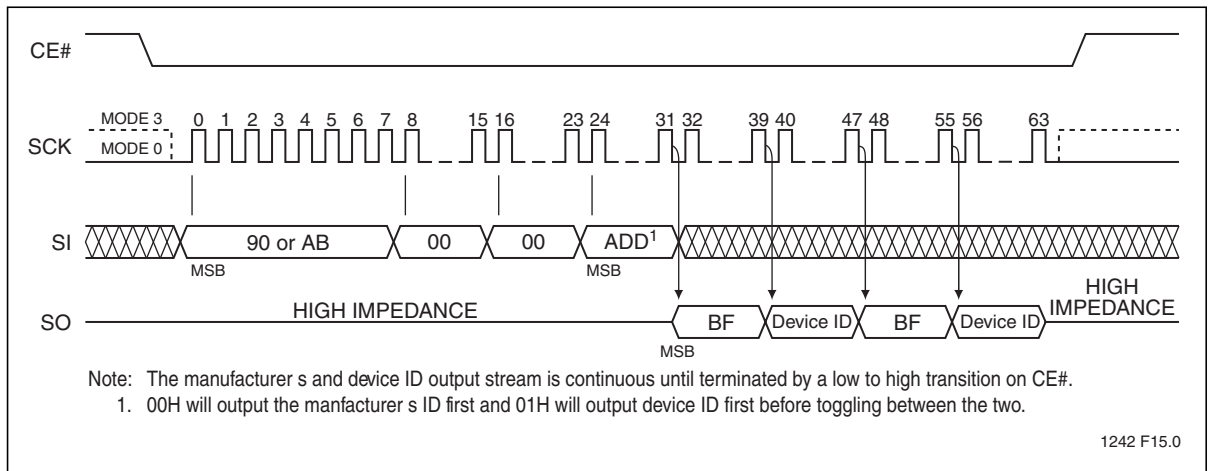 CE#
MODE 3
0 1 2 3 4 5 6 7 8 15 16 23 24 31 32 39 40 47 48 55 56 63
SCK
MODE 0
SI
90 or AB 00 00 ADD1
MSB MSB
HIGH IMPEDANCE
HIGH
IMPEDANCE
SO
BF Device ID BF Device ID
MSB
Note: The manufacturer s and device ID output stream is continuous until terminated by a low to high transition on CE#.
1. 00H will output the manfacturer s ID first and 01H will output device ID first before toggling between the two.
1242 F15.0